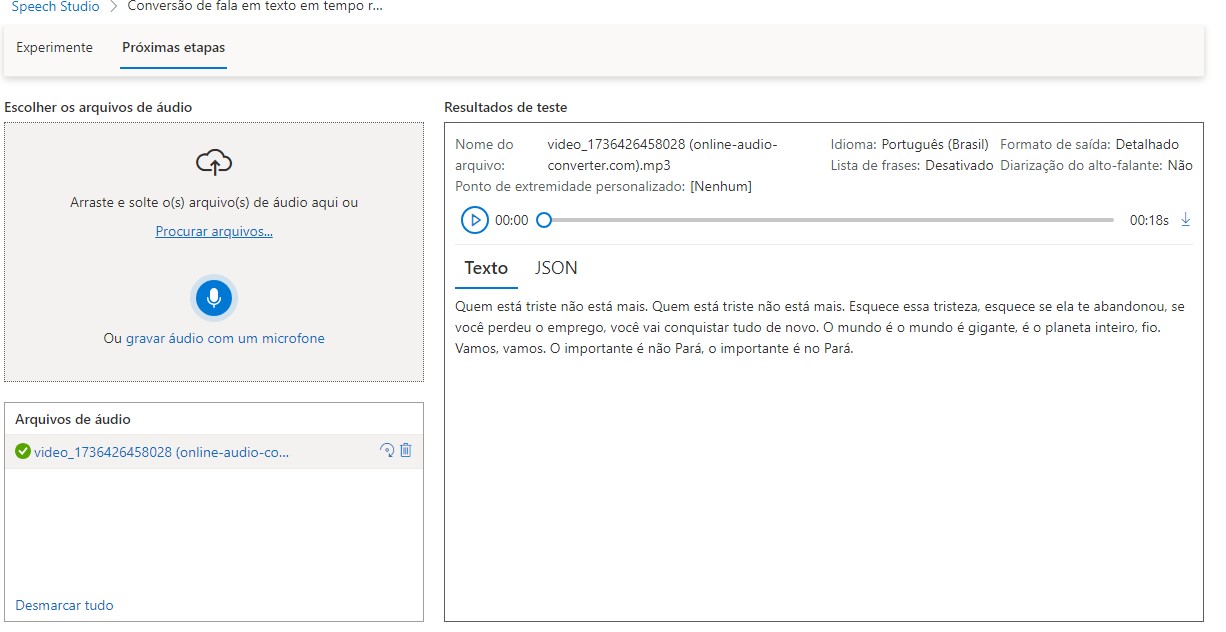 Speech Studio > Conversão de fala em texto em tempo r...
Experimente Próximas etapas
Escolher os arquivos de áudio
Arraste e solte o(s) arquivo(s) de áudio aqui ou
Procurar arquivos...
Ou gravar áudio com um microfone
Arquivos de áudio
video_1736426458028 (online-audio-co...
Desmarcar tudo
Resultados de teste
Nome do arquivo: video_1736426458028 (online-audio-
converter.com).mp3
Idioma: Português (Brasil) Formato de saída: Detalhado
Lista de frases: Desativado Diarização do alto-falante: Não
Ponto de extremidade personalizado: [Nenhum]
00:00 00:18s
Texto JSON
Quem está triste não está mais. Quem está triste não está mais. Esquece essa tristeza, esquece se ela te abandonou, se
você perdeu o emprego, você vai conquistar tudo de novo. O mundo é o mundo é gigante, é o planeta inteiro, fio.
Vamos, vamos. O importante é não Pará, o importante é no Pará.